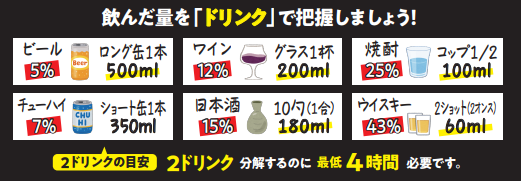 飲んだ量を「ドリンク」で把握しましょう!
ビール ロング缶1本
5% Beer 500ml
ワイン グラス1杯
12% 200ml
焼酎 コップ1/2
25% 100ml
チューハイ ショート缶1本
7% CHU HI 350ml
日本酒 10勺(1合)
15% 180ml
ウイスキー 2ショット(2オンス)
43% 60ml
2ドリンクの目安 2ドリンク 分解するのに 最低 4時間 必要です。